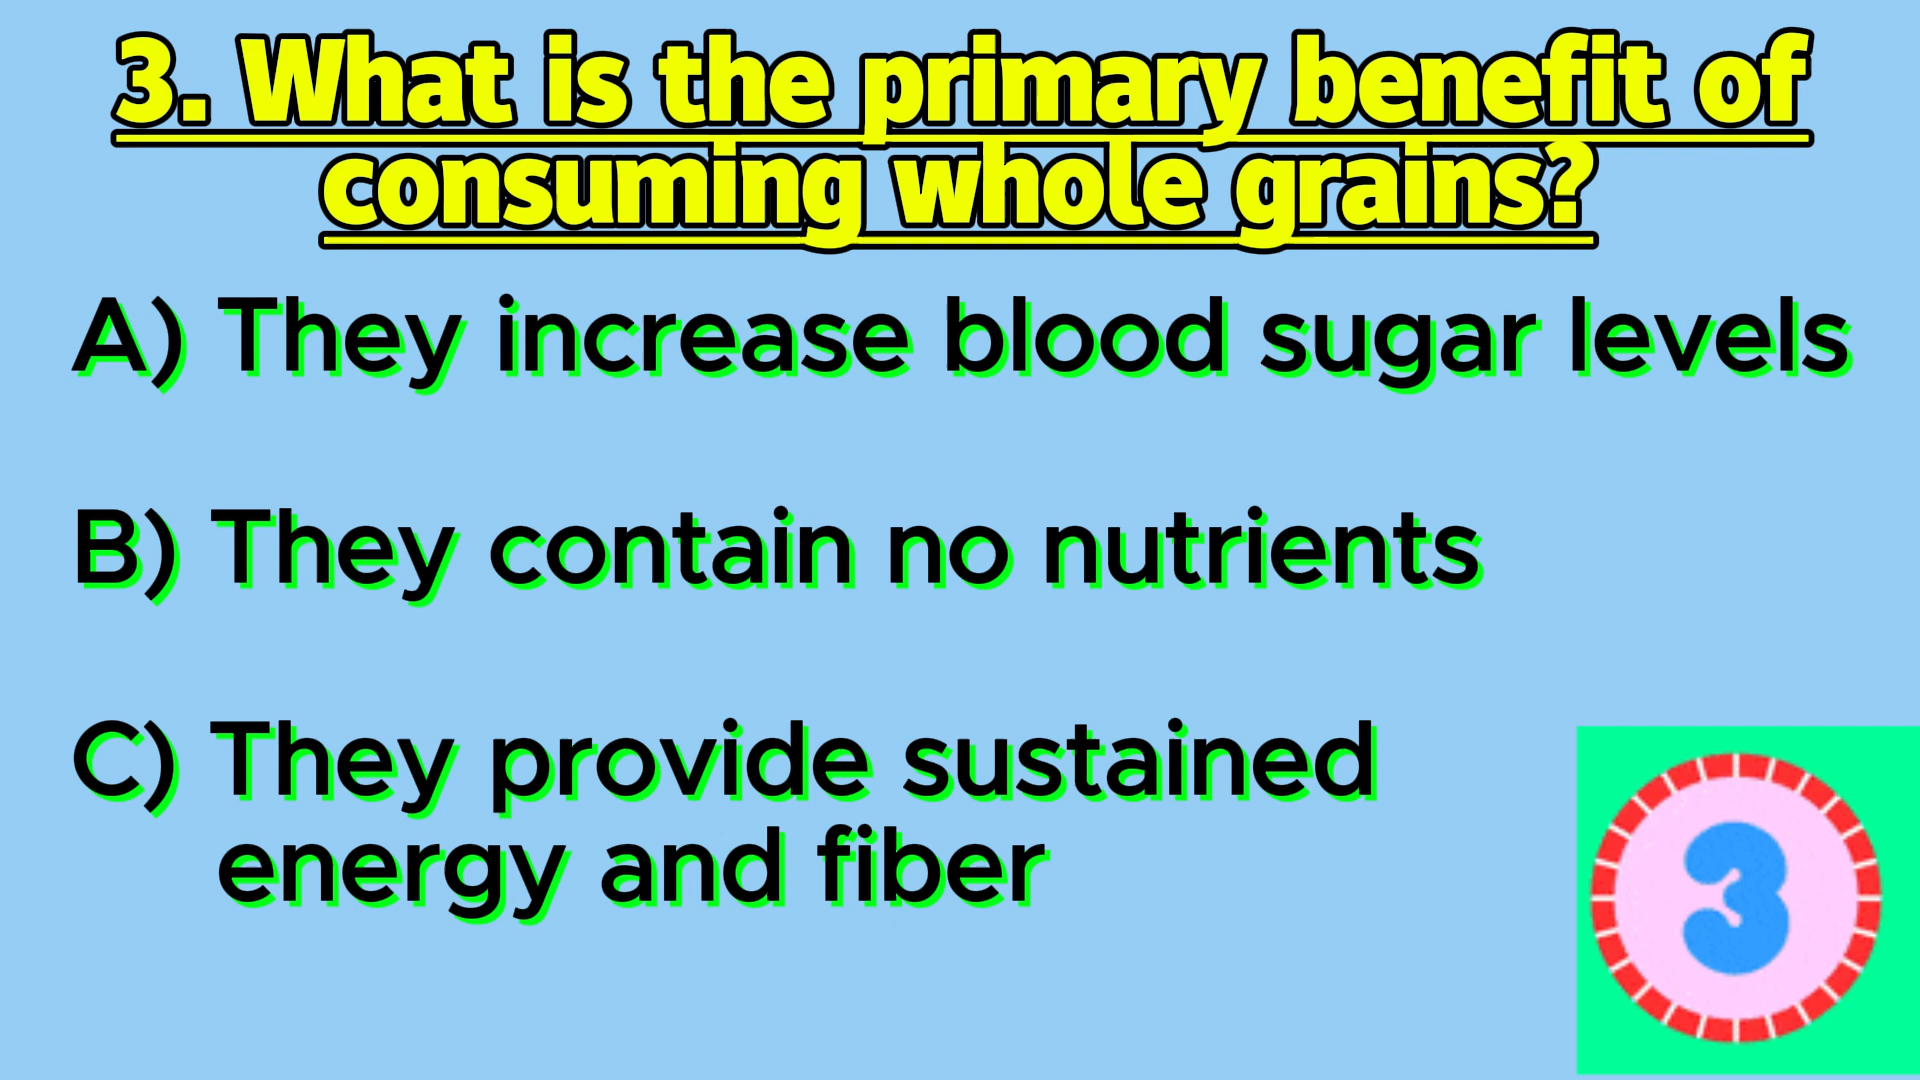 3. What is the primary benefit of
consuming whole grains?
A) They increase blood sugar levels
B) They contain no nutrients
C) They provide sustained
energy and fiber
3